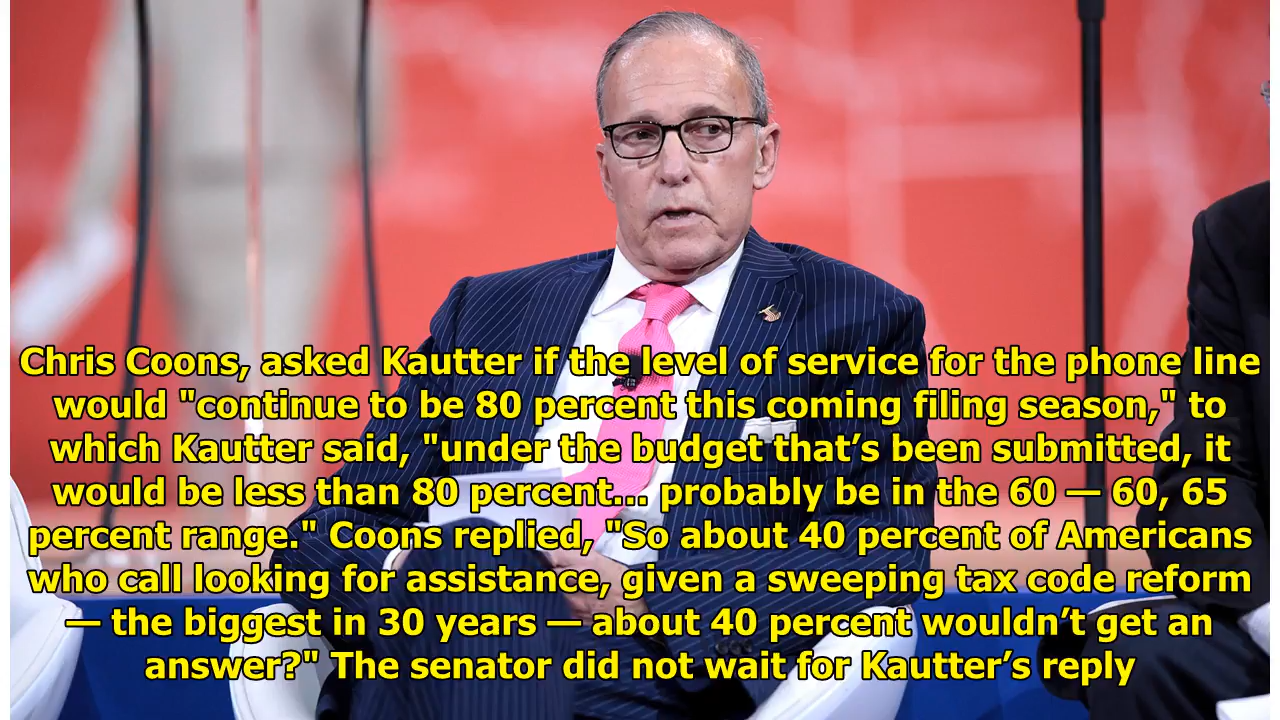 Chris Coons, asked Kautter if the level of service for the phone line
would "continue to be 80 percent this coming filing season," to
which Kautter said, "under the budget that’s been submitted, it
would be less than 80 percent... probably be in the 60 — 60, 65
percent range." Coons replied, "So about 40 percent of Americans
who call looking for assistance, given a sweeping tax code reform
— the biggest in 30 years — about 40 percent wouldn’t get an
answer?" The senator did not wait for Kautter’s reply